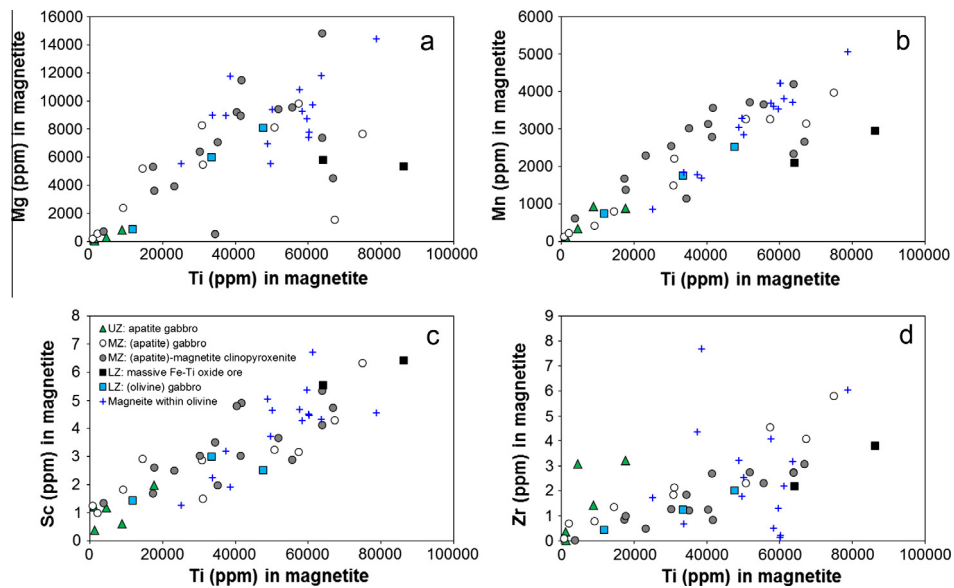 a
16000
14000
12000
10000
8000
6000
4000
2000
0
Mg (ppm) in magnetite
0 20000 40000 60000 80000 100000
Ti (ppm) in magnetite
b
6000
5000
4000
3000
2000
1000
0
Mn (ppm) in magnetite
0 20000 40000 60000 80000 100000
Ti (ppm) in magnetite
c
8
7
6
5
4
3
2
1
0
Sc (ppm) in magnetite
UZ: apatite gabbro
MZ: (apatite) gabbro
MZ: (apatite)-magnetite clinopyroxenite
LZ: massive Fe-Ti oxide ore
LZ: (olivine) gabbro
Magneite within olivine
0 20000 40000 60000 80000 100000
Ti (ppm) in magnetite
d
9
8
7
6
5
4
3
2
1
0
Zr (ppm) in magnetite
0 20000 40000 60000 80000 100000
Ti (ppm) in magnetite